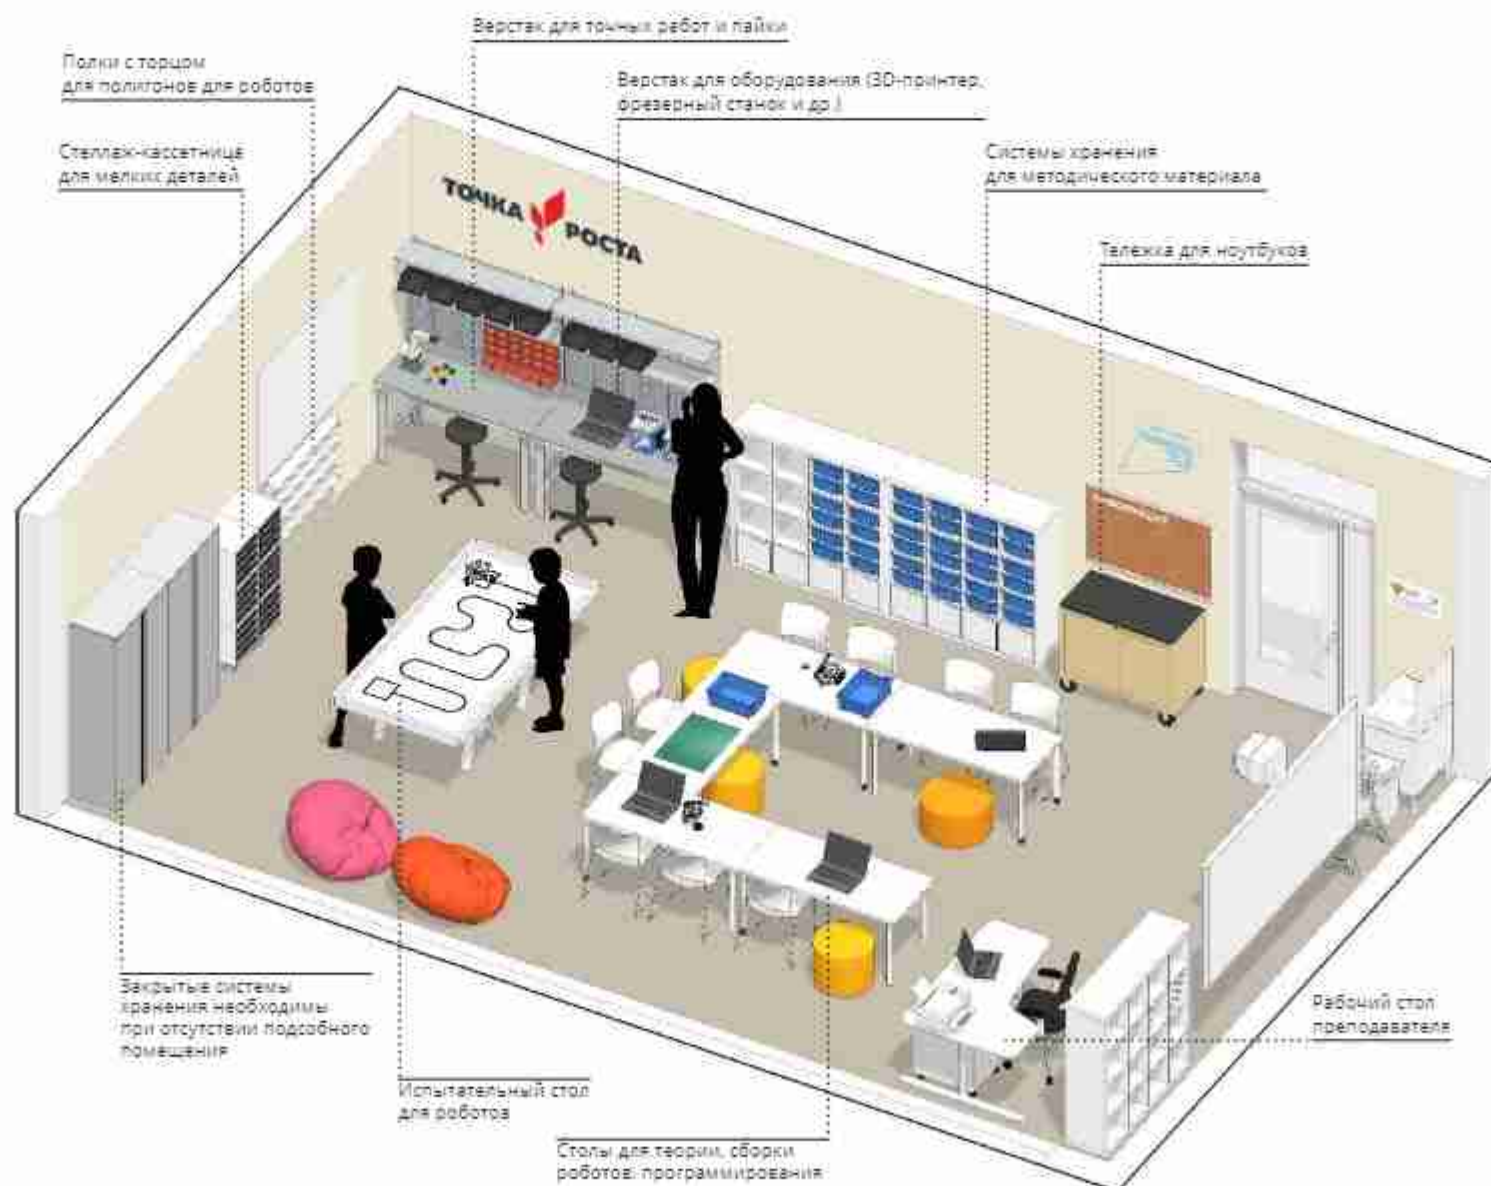 Верстак для точных работ и пайки
Полки с торцом
для полигонов для роботов
Верстак для оборудования (3D-принтер,
фрезерный станок и др.)
Стеллаж-кассетница
для мелких деталей
Системы хранения
для методического материала
Тележка для ноутбуков
ТОЧКА РОСТА
Закрытые системы
хранения необходимы
при отсутствии подсобного
помещения
Рабочий стол
преподавателя
Испытательный стол
для роботов
Столы для теории, сборки
роботов, программирования